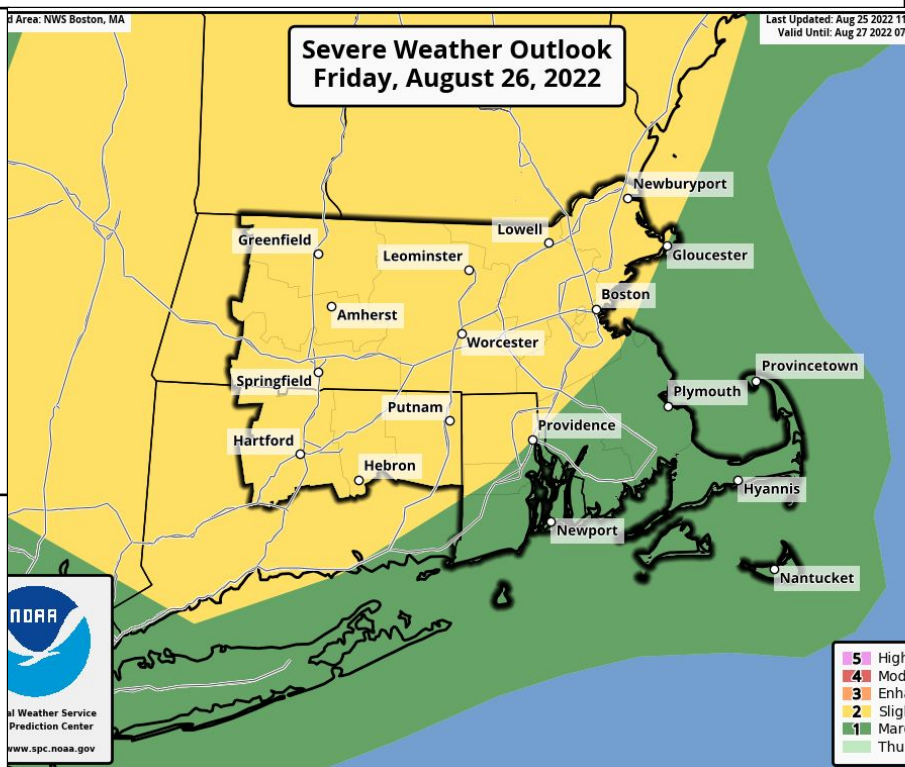 d Area: NWS Boston, MA
Severe Weather Outlook
Friday, August 26, 2022
Last Updated: Aug 25 2022 11
Valid Until: Aug 27 2022 07
Newburyport
Lowell
Greenfield
Leominster
Gloucester
Boston
Amherst
Worcester
Provincetown
Springfield
Plymouth
Putnam
Providence
Hartford
Hebron
Hyannis
Newport
Nantucket
NOAA
al Weather Service
Prediction Center
www.spc.noaa.gov
5 High
4 Mod
3 Enha
2 Sligh
1 Marg
Thu